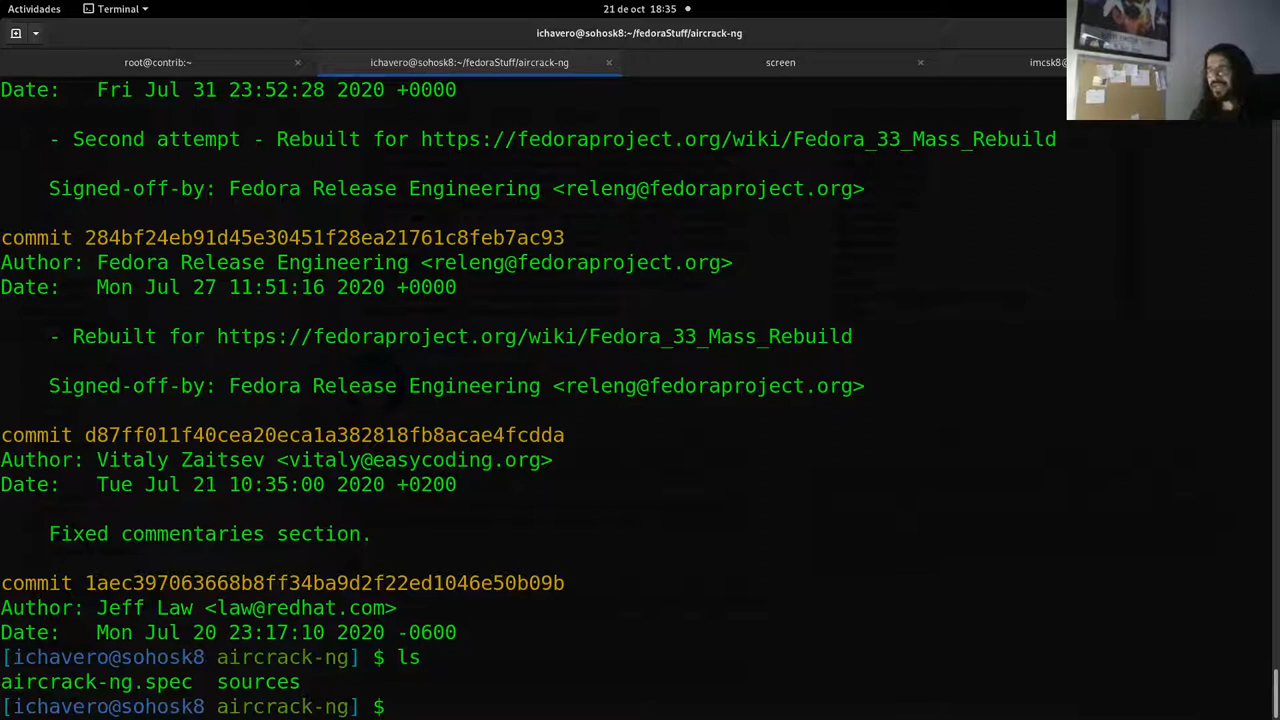 Actividades
Terminal
21 de oct 18:35
ichavero@sohosk8:~/fedoraStuff/aircrack-ng
root@contrib:~
ichavero@sohosk8:~/fedoraStuff/aircrack-ng
screen
imcsk8@
Date:   Fri Jul 31 23:52:28 2020 +0000
- Second attempt - Rebuilt for https://fedoraproject.org/wiki/Fedora_33_Mass_Rebuild
Signed-off-by: Fedora Release Engineering <releng@fedoraproject.org>
commit 284bf24eb91d45e30451f28ea21761c8feb7ac93
Author: Fedora Release Engineering <releng@fedoraproject.org>
Date:   Mon Jul 27 11:51:16 2020 +0000
- Rebuilt for https://fedoraproject.org/wiki/Fedora_33_Mass_Rebuild
Signed-off-by: Fedora Release Engineering <releng@fedoraproject.org>
commit d87ff011f40cea20eca1a382818fb8acae4fcdda
Author: Vitaly Zaitsev <vitaly@easycoding.org>
Date:   Tue Jul 21 10:35:00 2020 +0200
Fixed commentaries section.
commit 1aec397063668b8ff34ba9d2f22ed1046e50b09b
Author: Jeff Law <law@redhat.com>
Date:   Mon Jul 20 23:17:10 2020 -0600
[ichavero@sohosk8 aircrack-ng] $ ls
aircrack-ng.spec  sources
[ichavero@sohosk8 aircrack-ng] $